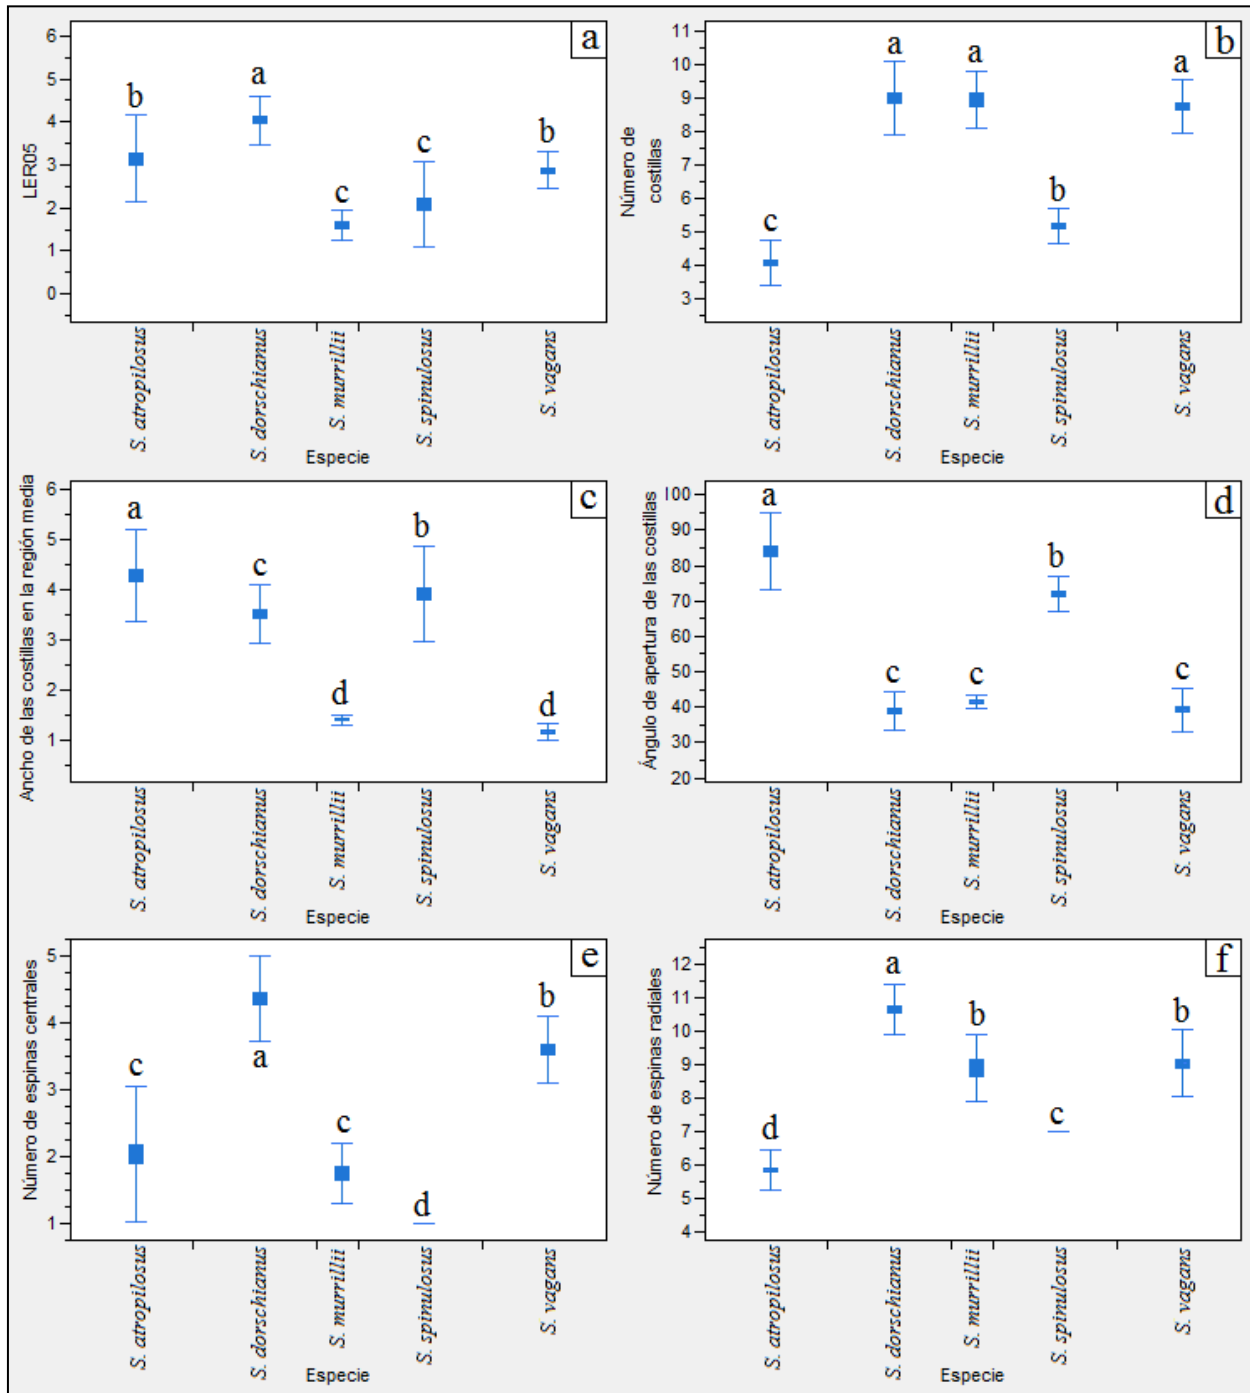 a
6
5
4
3
2
1
0
LER05
b
a
c
c
b
S. atropilosus
S. dorschianus
S. murrillii
S. spinulosus
S. vagans
Especie
b
11
10
9
8
7
6
5
4
3
Número de
costillas
c
a
a
b
a
S. atropilosus
S. dorschianus
S. murrillii
S. spinulosus
S. vagans
Especie
c
6
5
4
3
2
1
Ancho de las costillas en la región media
a
c
d
b
d
S. atropilosus
S. dorschianus
S. murrillii
S. spinulosus
S. vagans
Especie
d
100
90
80
70
60
50
40
30
20
Ángulo de apertura de las costillas
a
c
c
b
c
S. atropilosus
S. dorschianus
S. murrillii
S. spinulosus
S. vagans
Especie
e
5
4
3
2
1
Número de espinas centrales
c
a
c
d
b
S. atropilosus
S. dorschianus
S. murrillii
S. spinulosus
S. vagans
Especie
f
12
11
10
9
8
7
6
5
4
Número de espinas radiales
d
a
b
c
b
S. atropilosus
S. dorschianus
S. murrillii
S. spinulosus
S. vagans
Especie